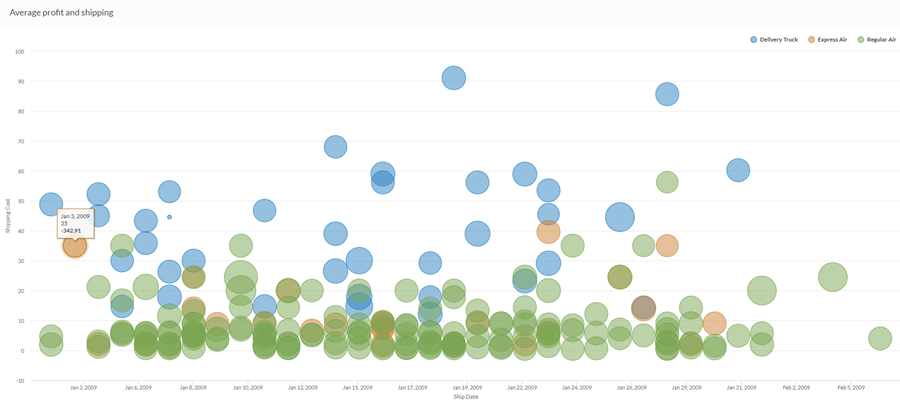 Average profit and shipping
Delivery Truck
Express Air
Regular Air
100
90
80
70
60
50
40
30
20
10
0
-10
Shipping Cost
Jan 3, 2009
35
-342.91
Jan 3, 2009
Jan 6, 2009
Jan 8, 2009
Jan 10, 2009
Jan 12, 2009
Jan 15, 2009
Jan 17, 2009
Jan 19, 2009
Jan 22, 2009
Jan 24, 2009
Jan 26, 2009
Jan 29, 2009
Jan 31, 2009
Feb 2, 2009
Feb 5, 2009
Ship Date